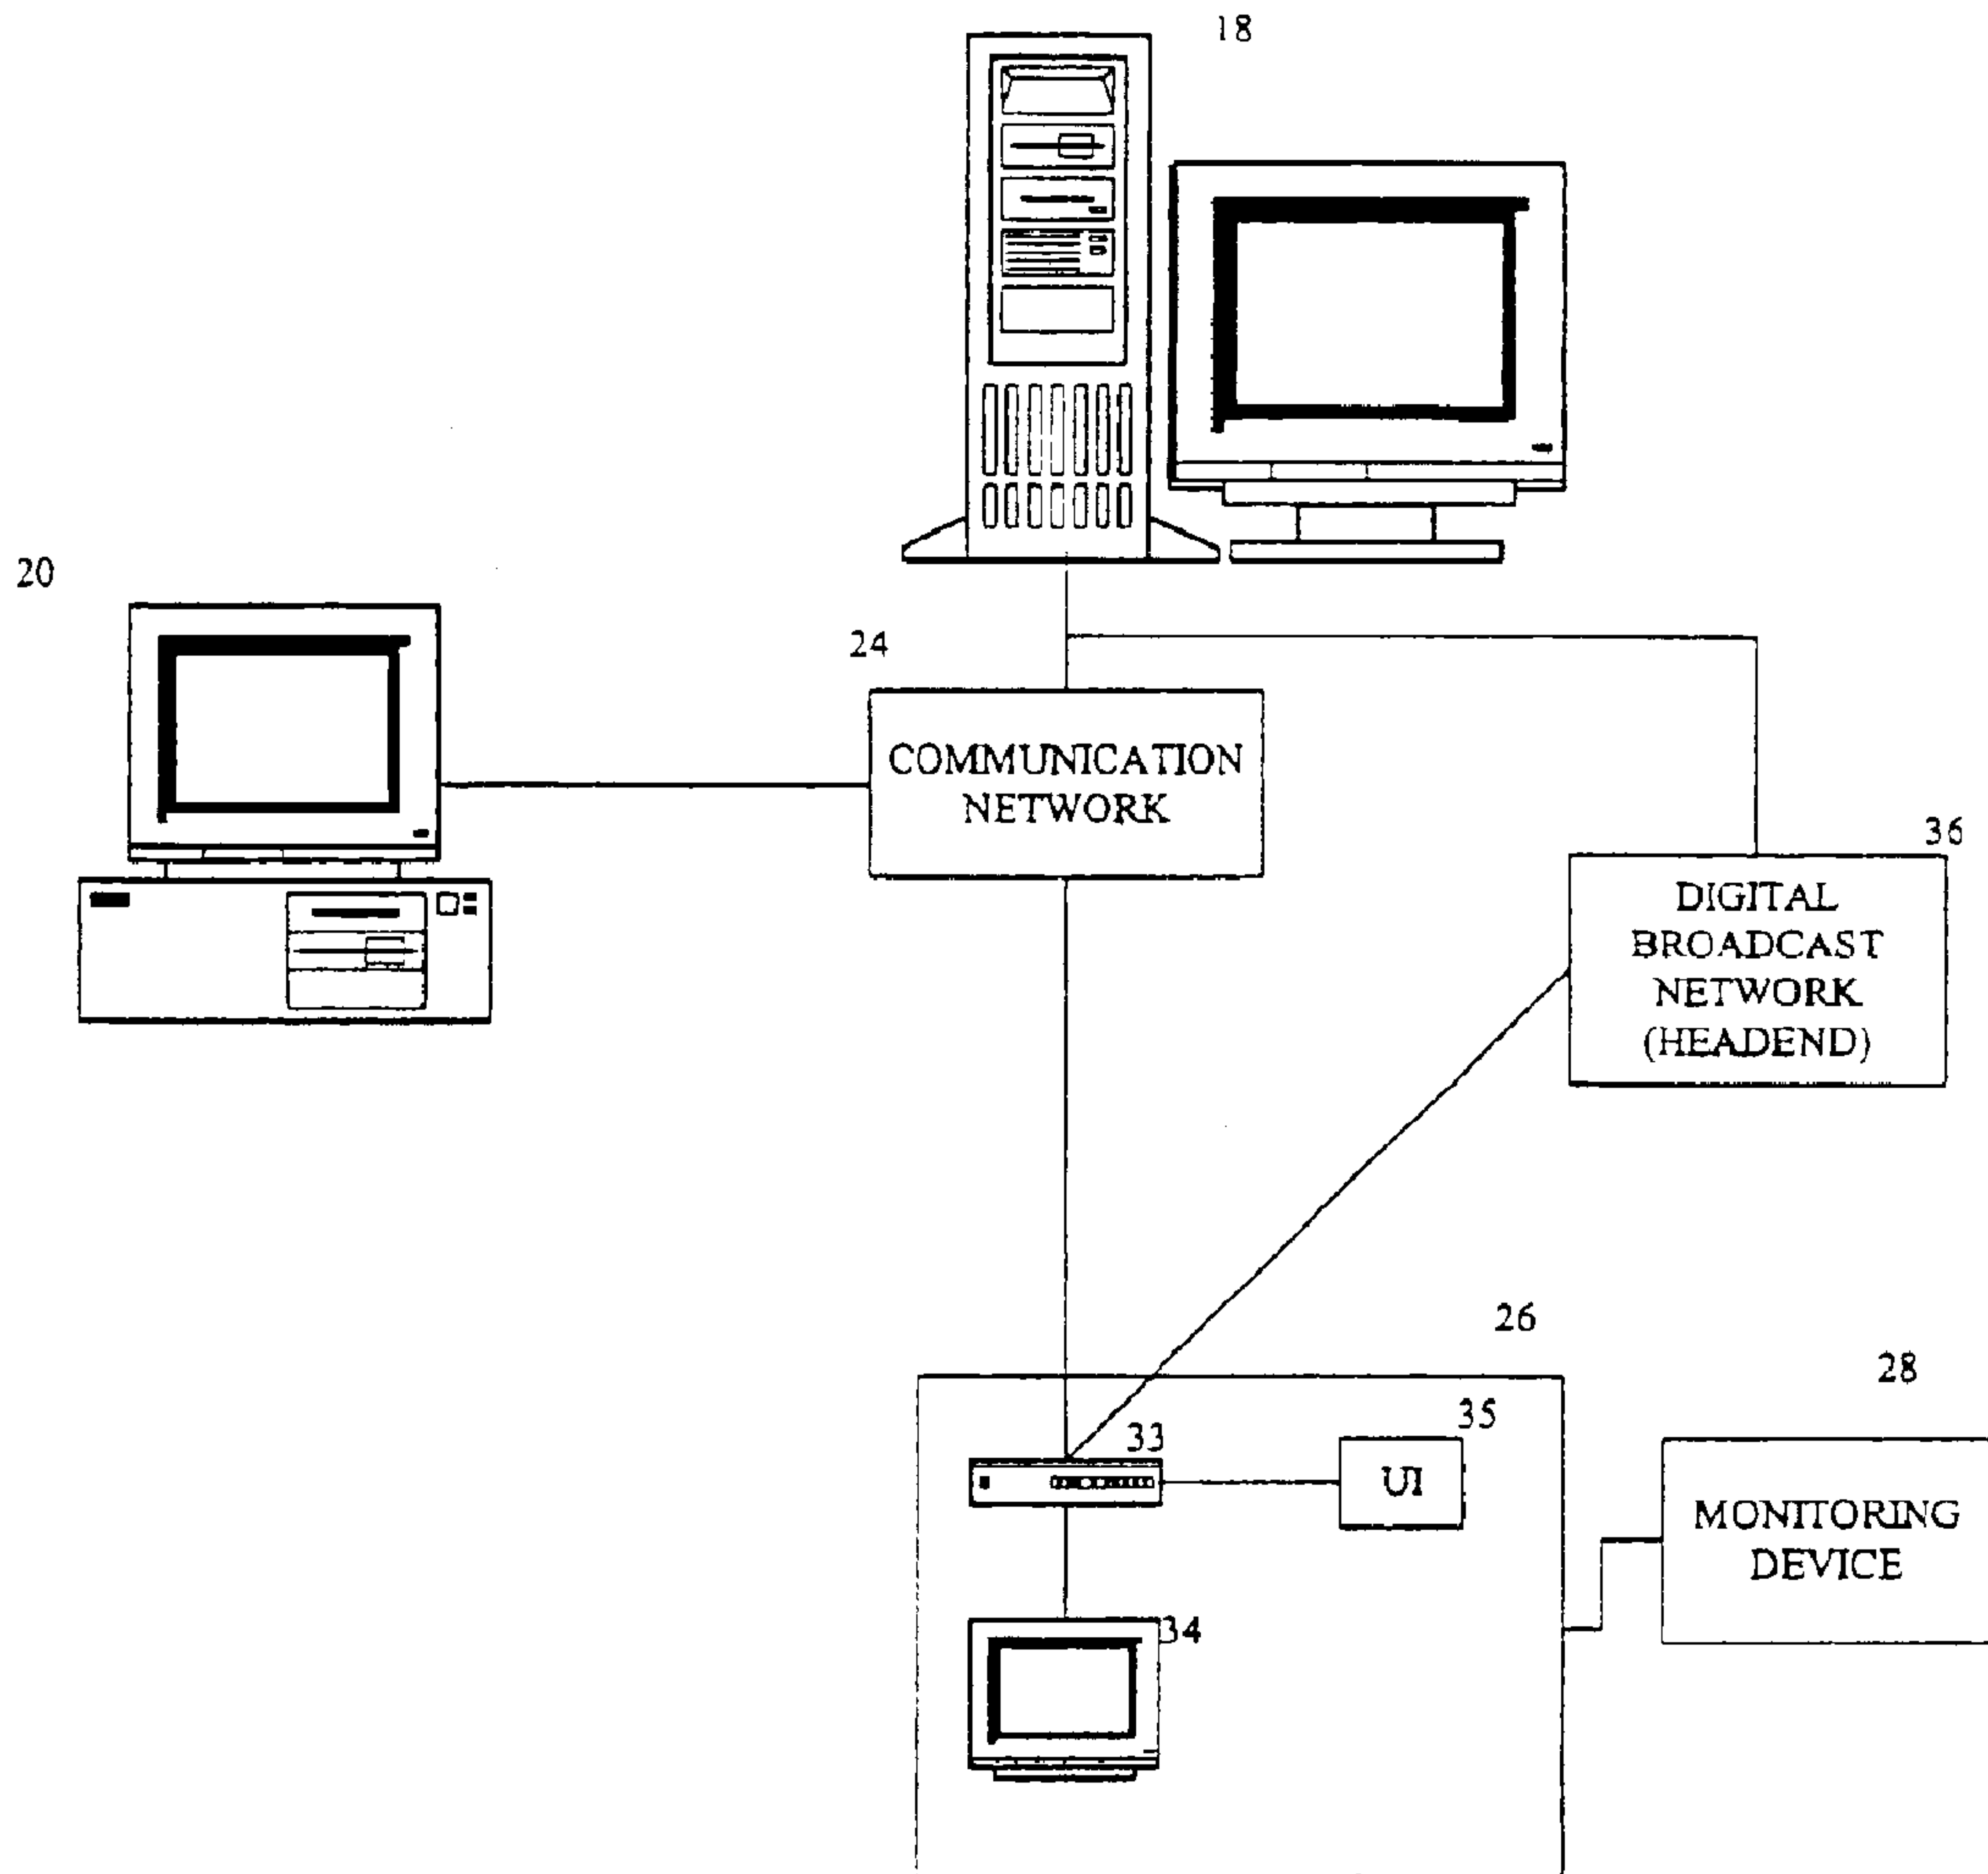 18
20
24
COMMUNICATION
NETWORK
36
DIGITAL
BROADCAST
NETWORK
(HEADEND)
26
28
35
33
UI
MONITORING
DEVICE
34